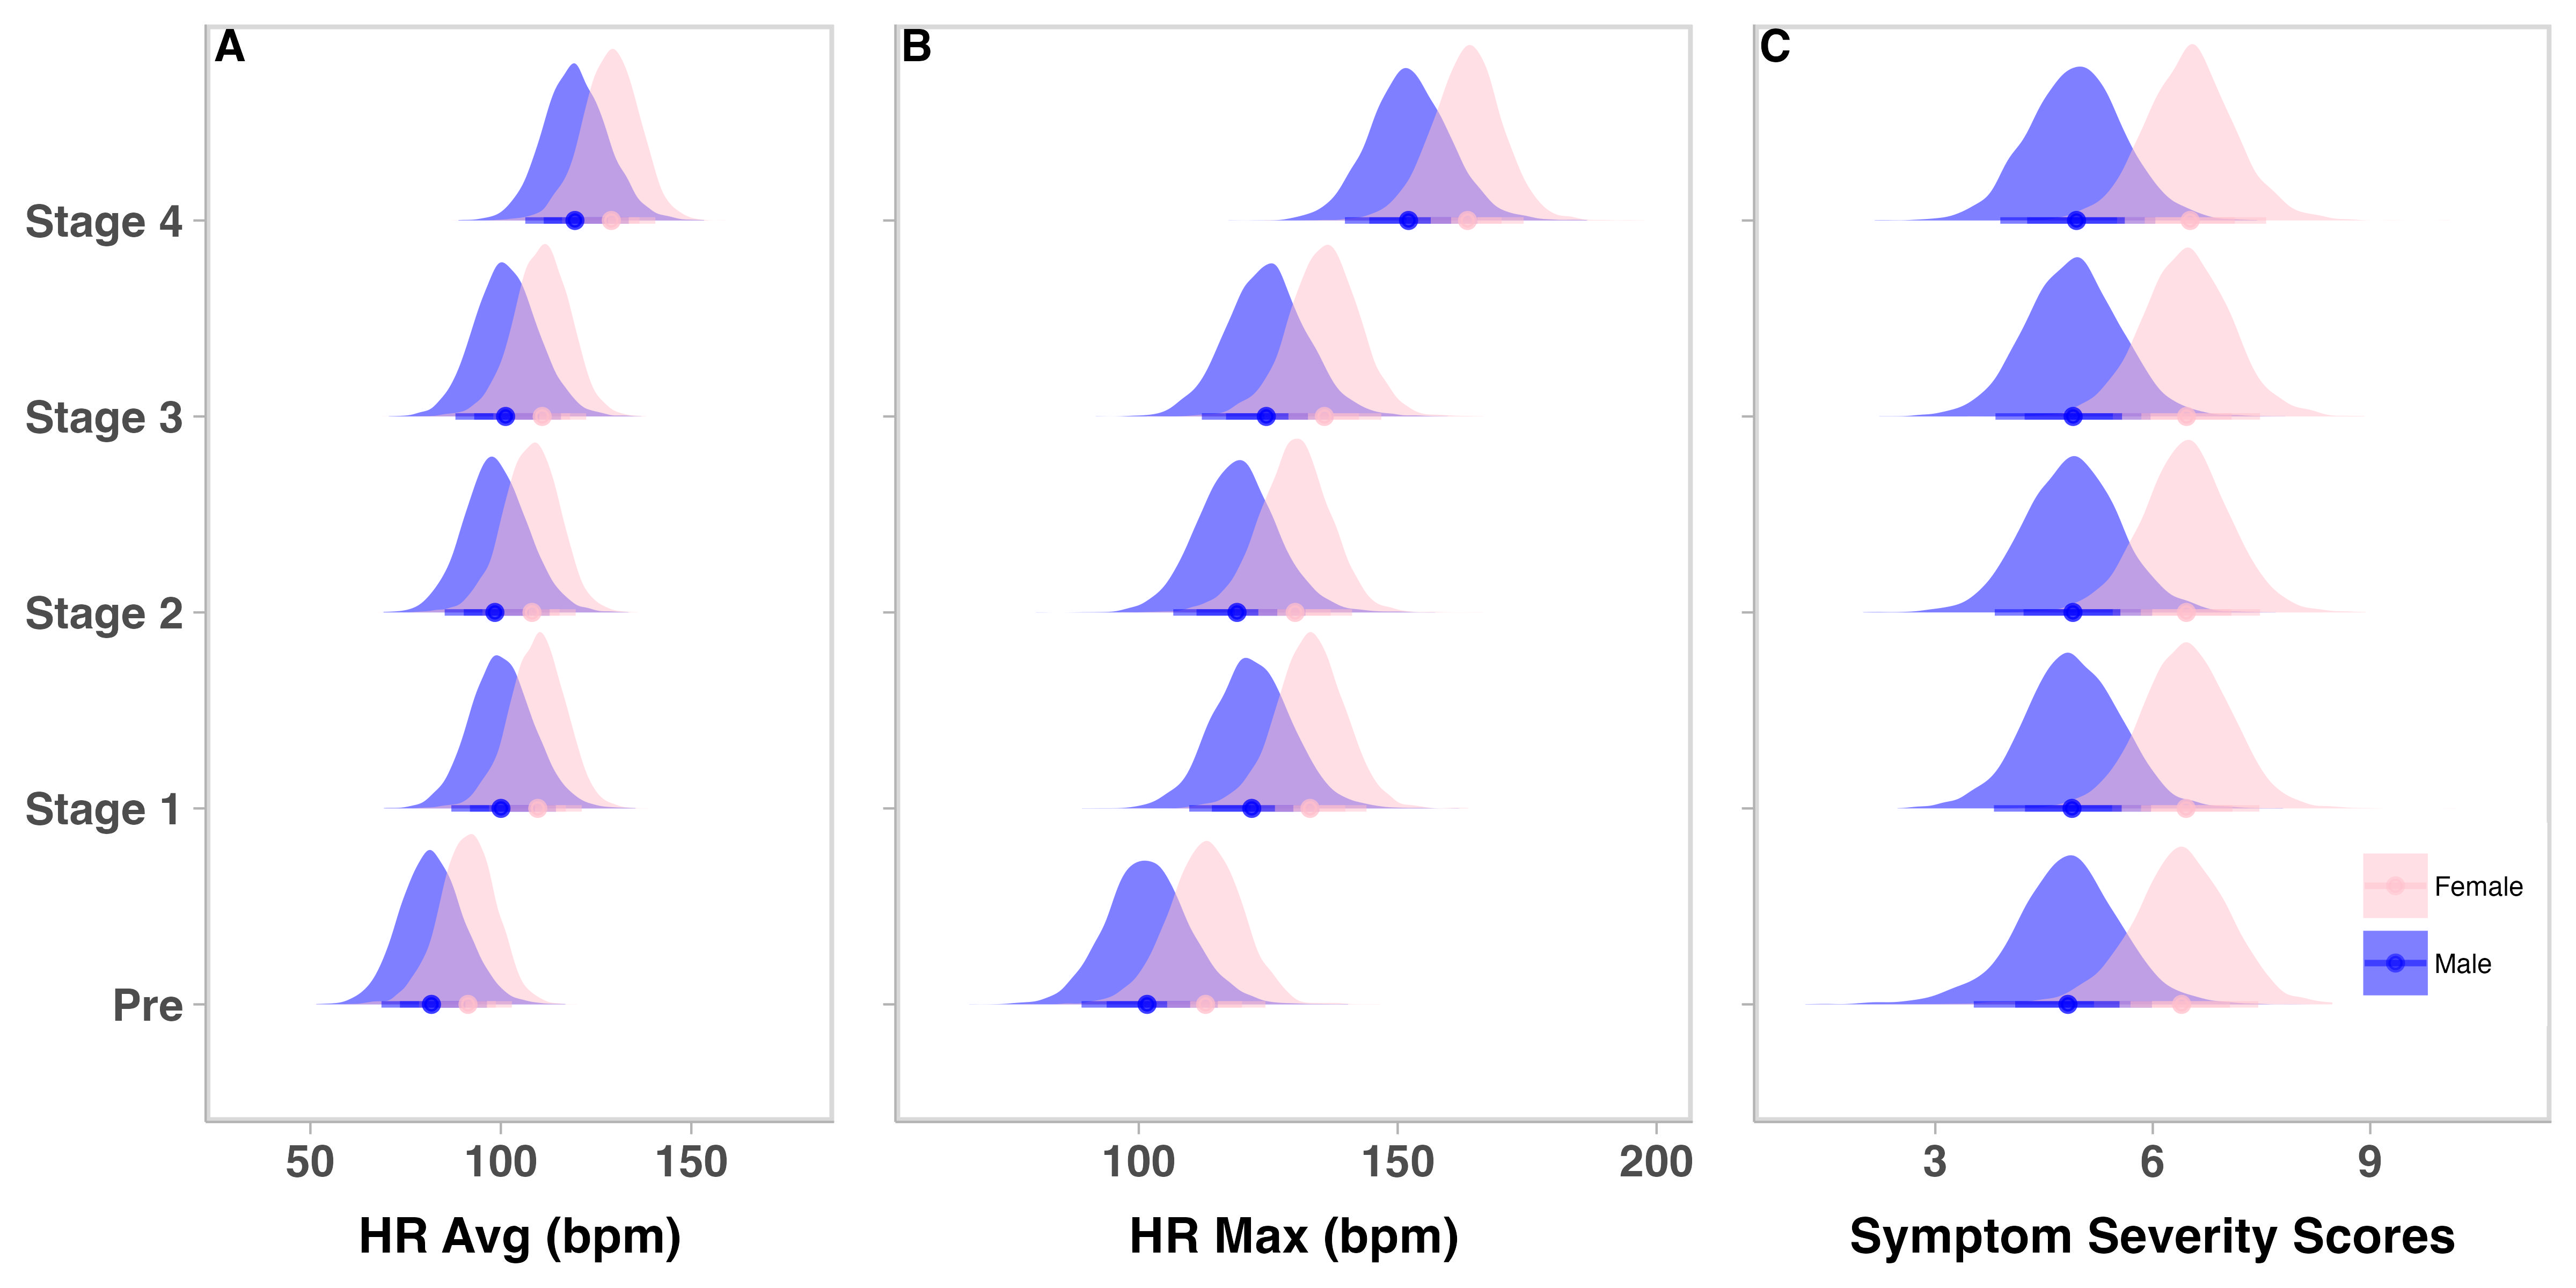 A
B
C
Stage 4
Stage 3
Stage 2
Stage 1
Pre
Female
Male
50 100 150
100 150 200
3 6 9
HR Avg (bpm)
HR Max (bpm)
Symptom Severity Scores